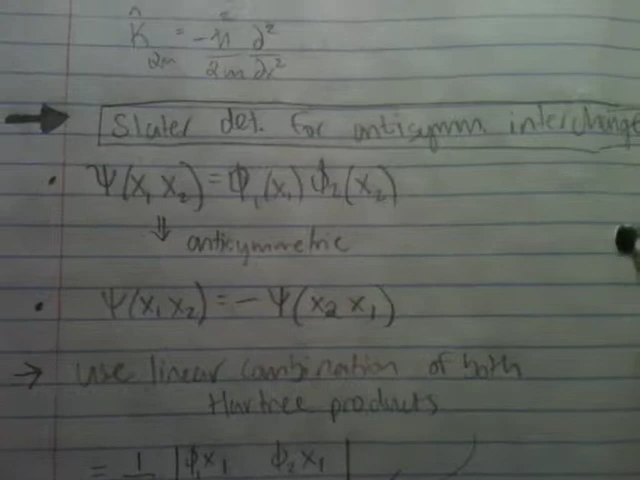 K̂ = -ħ² ∂²
2m 2m ∂x²
Slater det. for antisymm interchange
• Ψ(x₁ x₂) = Φ₁(x₁) Φ₂(x₂)
⇓ antisymmetric
• Ψ(x₁ x₂) = - Ψ(x₂ x₁)
→ use linear combination of both
Hartree products
= 1 | Φ₁x₁ Φ₂x₁ |